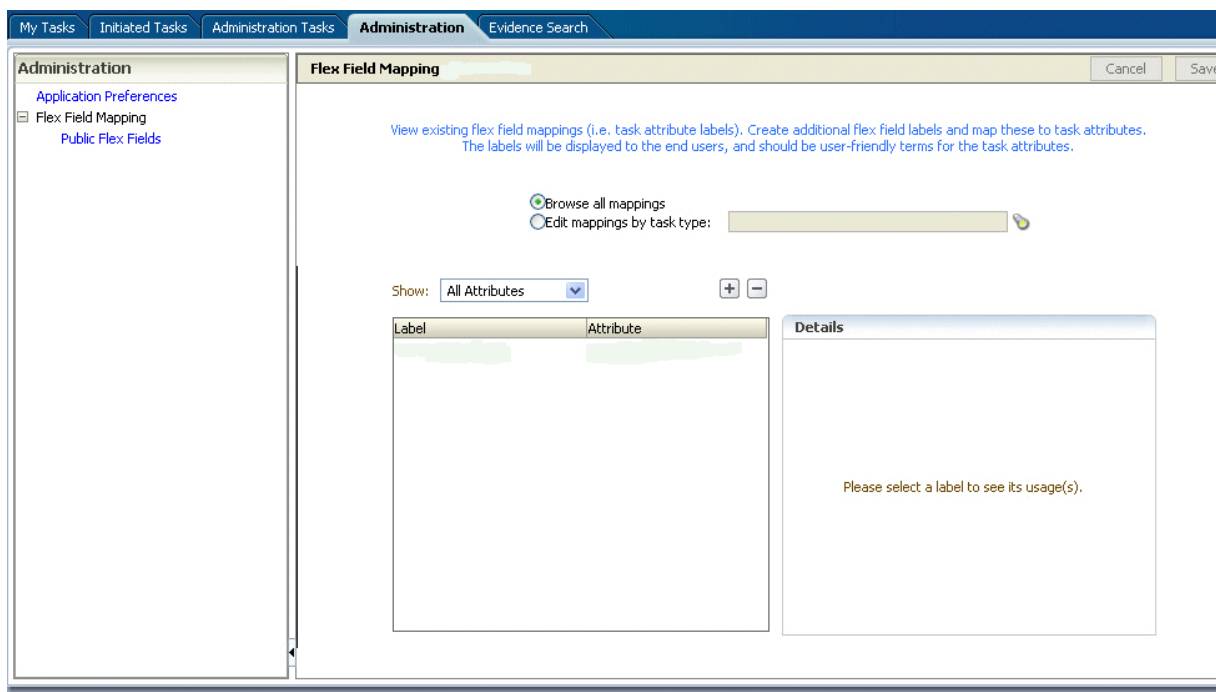 My Tasks Initiated Tasks Administration Tasks Administration Evidence Search
Administration
Application Preferences
Flex Field Mapping
Public Flex Fields
Flex Field Mapping Cancel Save
View existing flex field mappings (i.e. task attribute labels). Create additional flex field labels and map these to task attributes.
The labels will be displayed to the end users, and should be user-friendly terms for the task attributes.
Browse all mappings
Edit mappings by task type:
Show: All Attributes
Label Attribute
Details
Please select a label to see its usage(s).